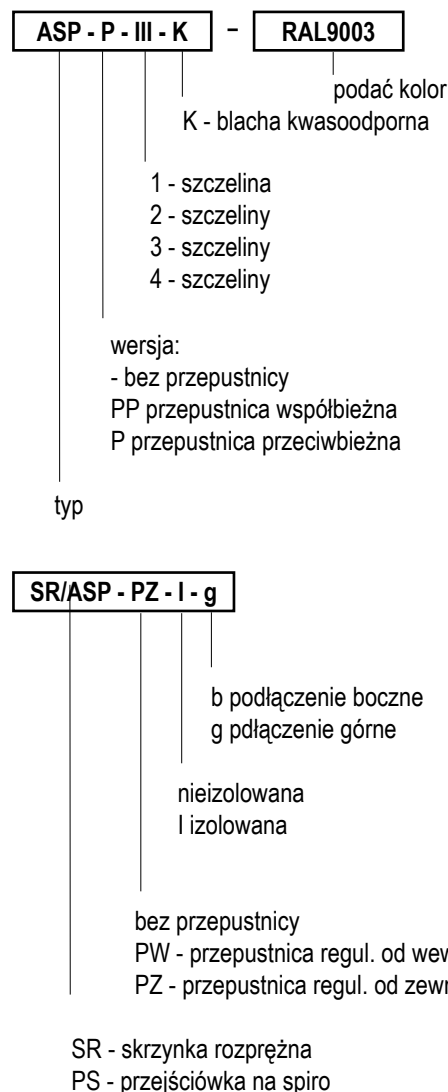 ASP - P - III - K – RAL9003
podać kolor
K - blacha kwasoodporna
1 - szczelina
2 - szczeliny
3 - szczeliny
4 - szczeliny
wersja:
- bez przepustnicy
PP przepustnica współbieżna
P przepustnica przeciwbieżna
typ
SR/ASP - PZ - I - g
b podłączenie boczne
g pdłączenie górne
nieizolowana
I izolowana
bez przepustnicy
PW - przepustnica regul. od
PZ - przepustnica regul. od
SR - skrzynka rozprężna
PS - przejściówka na spiro